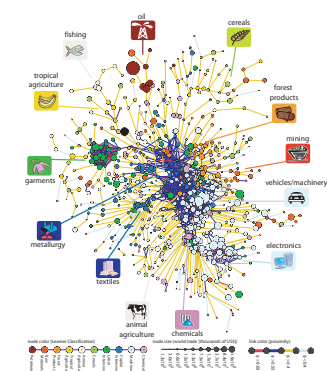 oil
cereals
fishing
tropical
agriculture
forest
products
mining
garments
vehicles/machinery
metallurgy
electronics
textiles
animal
agriculture
chemicals
node color (Leamer Classification)
node size (world trade [thousands of US$])
link color (proximity)